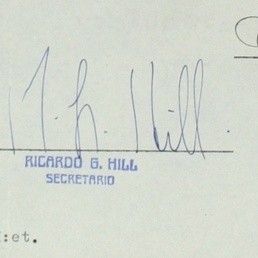 R. G. Hill.
RICARDO G. HILL
SECRETARIO
:et.